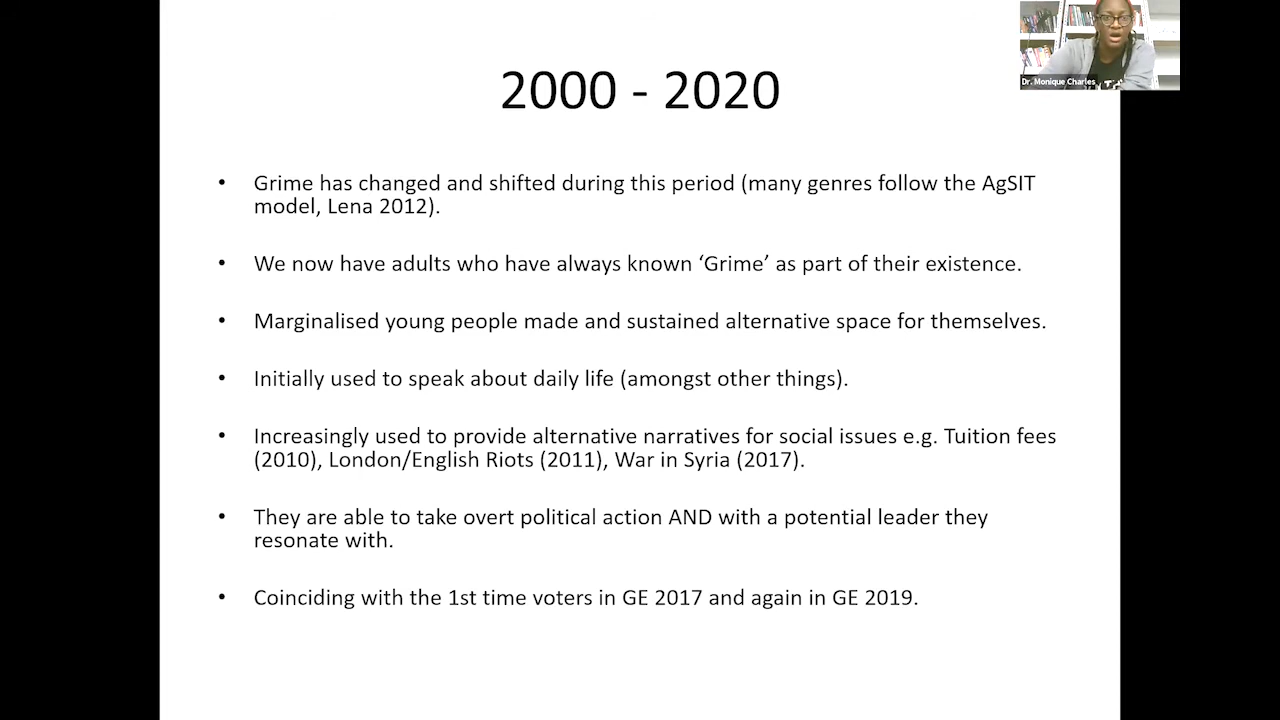 Dr. Monique Charles
2000 - 2020
• Grime has changed and shifted during this period (many genres follow the AgSIT
model, Lena 2012).
• We now have adults who have always known ‘Grime’ as part of their existence.
• Marginalised young people made and sustained alternative space for themselves.
• Initially used to speak about daily life (amongst other things).
• Increasingly used to provide alternative narratives for social issues e.g. Tuition fees
(2010), London/English Riots (2011), War in Syria (2017).
• They are able to take overt political action AND with a potential leader they
resonate with.
• Coinciding with the 1st time voters in GE 2017 and again in GE 2019.